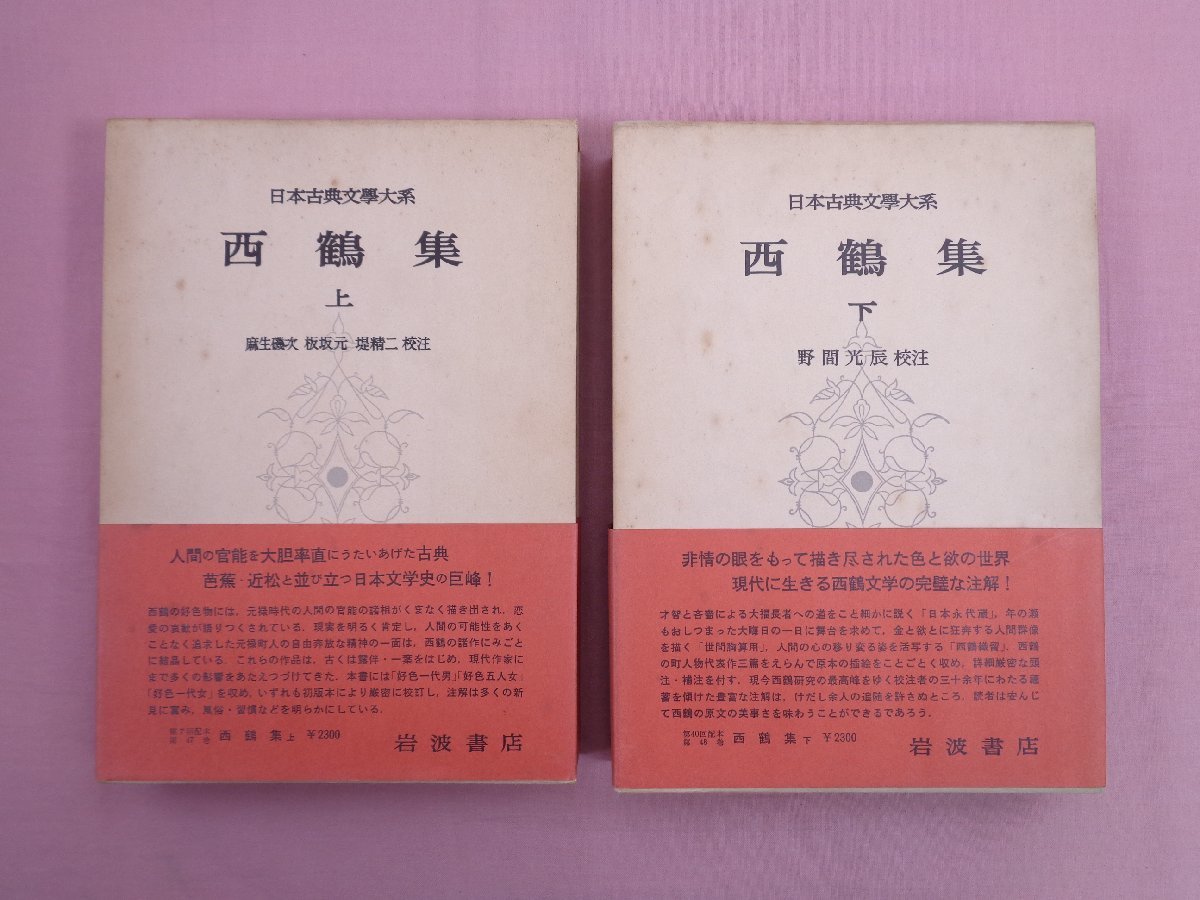 日本古典文學大系
西鶴集
上
麻生磯次 板坂元 堤精二 校注
人間の官能を大胆率直にうたいあげた古典
芭蕉・近松と並び立つ日本文学史の巨峰！
西鶴の好色物には，元禄時代の人間の官能の諸相がくまなく描き出され，恋
愛の哀歓が語りつくされている．現実を明るく肯定し，人間の可能性をあく
ことなく追求した元禄町人の自由奔放な精神の一面は，西鶴の諸作にみごと
に結晶している．これらの作品は，古くは露伴・一葉をはじめ，現代作家に
まで多くの影響をあたえつづけてきた．本書には「好色一代男」「好色五人女」
「好色一代女」を収め，いずれも初版本により厳密に校訂し，注解は多くの新
見に富み，風俗・習慣などを明らかにしている．
第7回配本
第47巻 西鶴集 上 ¥2300
岩波書店
日本古典文學大系
西鶴集
下
野間光辰 校注
非情の眼をもって描き尽された色と欲の世界
現代に生きる西鶴文学の完璧な注解！
才智と吝嗇による大福長者への道をこと細かに説く「日本永代蔵」，年の瀬
もおしつまった大晦日の一日に舞台を求めて，金と欲とに狂奔する人間群像
を描く「世間胸算用」，人間の心の移り変る姿を活写する「西鶴織留」，西鶴
の町人物代表作三篇をえらんで原本の挿絵をことごとく収め，詳細厳密な頭
注・補注を付す．現今西鶴研究の最高峰をゆく校注者の三十余年にわたる蘊
蓄を傾けた豊富な注解は，けだし余人の追随を許さぬところ．読者は安んじ
て西鶴の原文の美事さを味わうことができるであろう．
第40回配本
第48巻 西鶴集 下 ¥2300
岩波書店